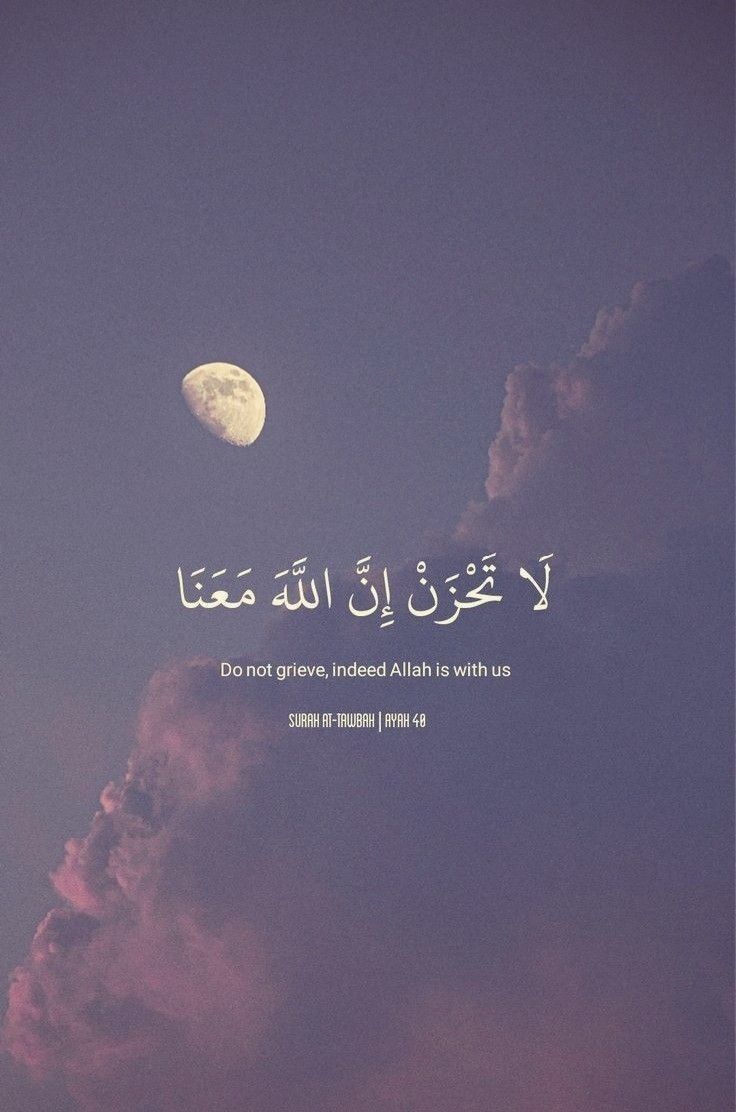 لَا تَحْزَنْ إِنَّ اللَّهَ مَعَنَا
Do not grieve, indeed Allah is with us
SURAH AT-TAWBAH | AYAH 40